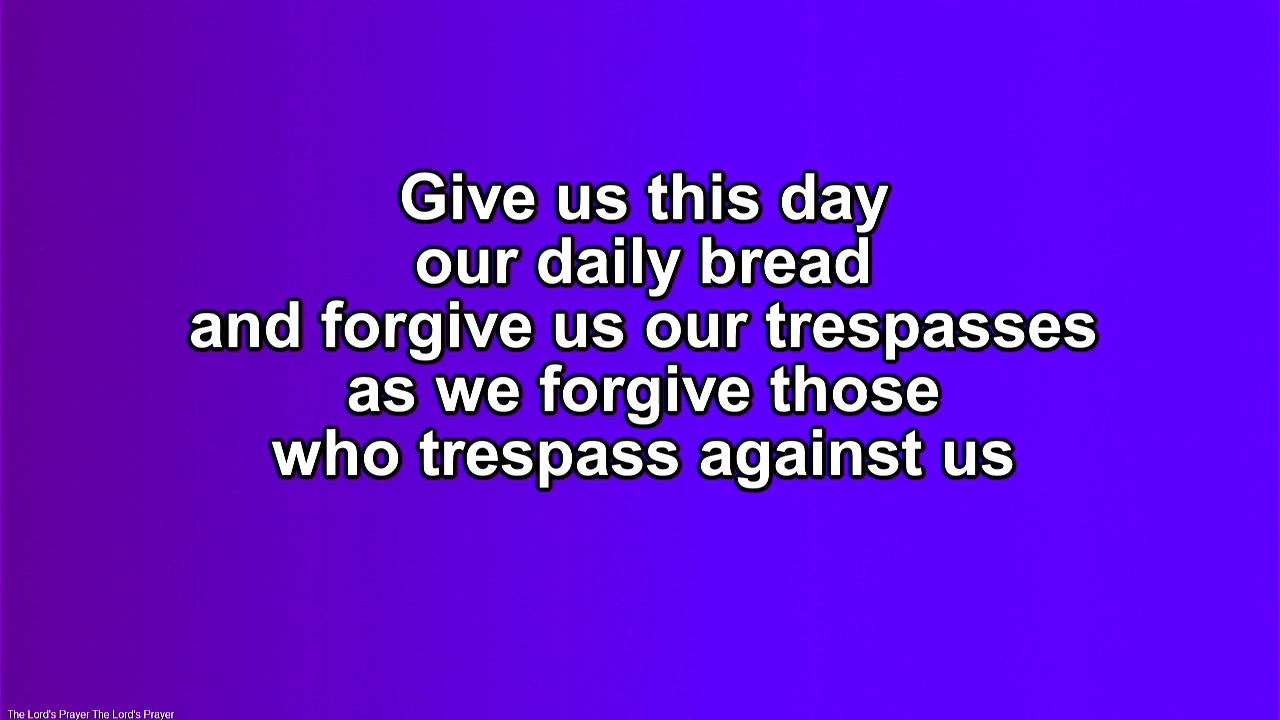 Give us this day
our daily bread
and forgive us our trespasses
as we forgive those
who trespass against us
The Lord's Prayer The Lord's Prayer